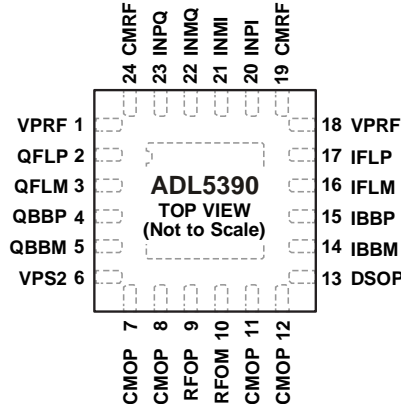 24 CMRF
23 INPQ
22 INMQ
21 INMI
20 INPI
19 CMRF
VPRF 1
QFLP 2
QFLM 3
QBBP 4
QBBM 5
VPS2 6
ADL5390
TOP VIEW
(Not to Scale)
18 VPRF
17 IFLP
16 IFLM
15 IBBP
14 IBBM
13 DSOP
CMOP 7
CMOP 8
RFOP 9
RFOM 10
CMOP 11
CMOP 12